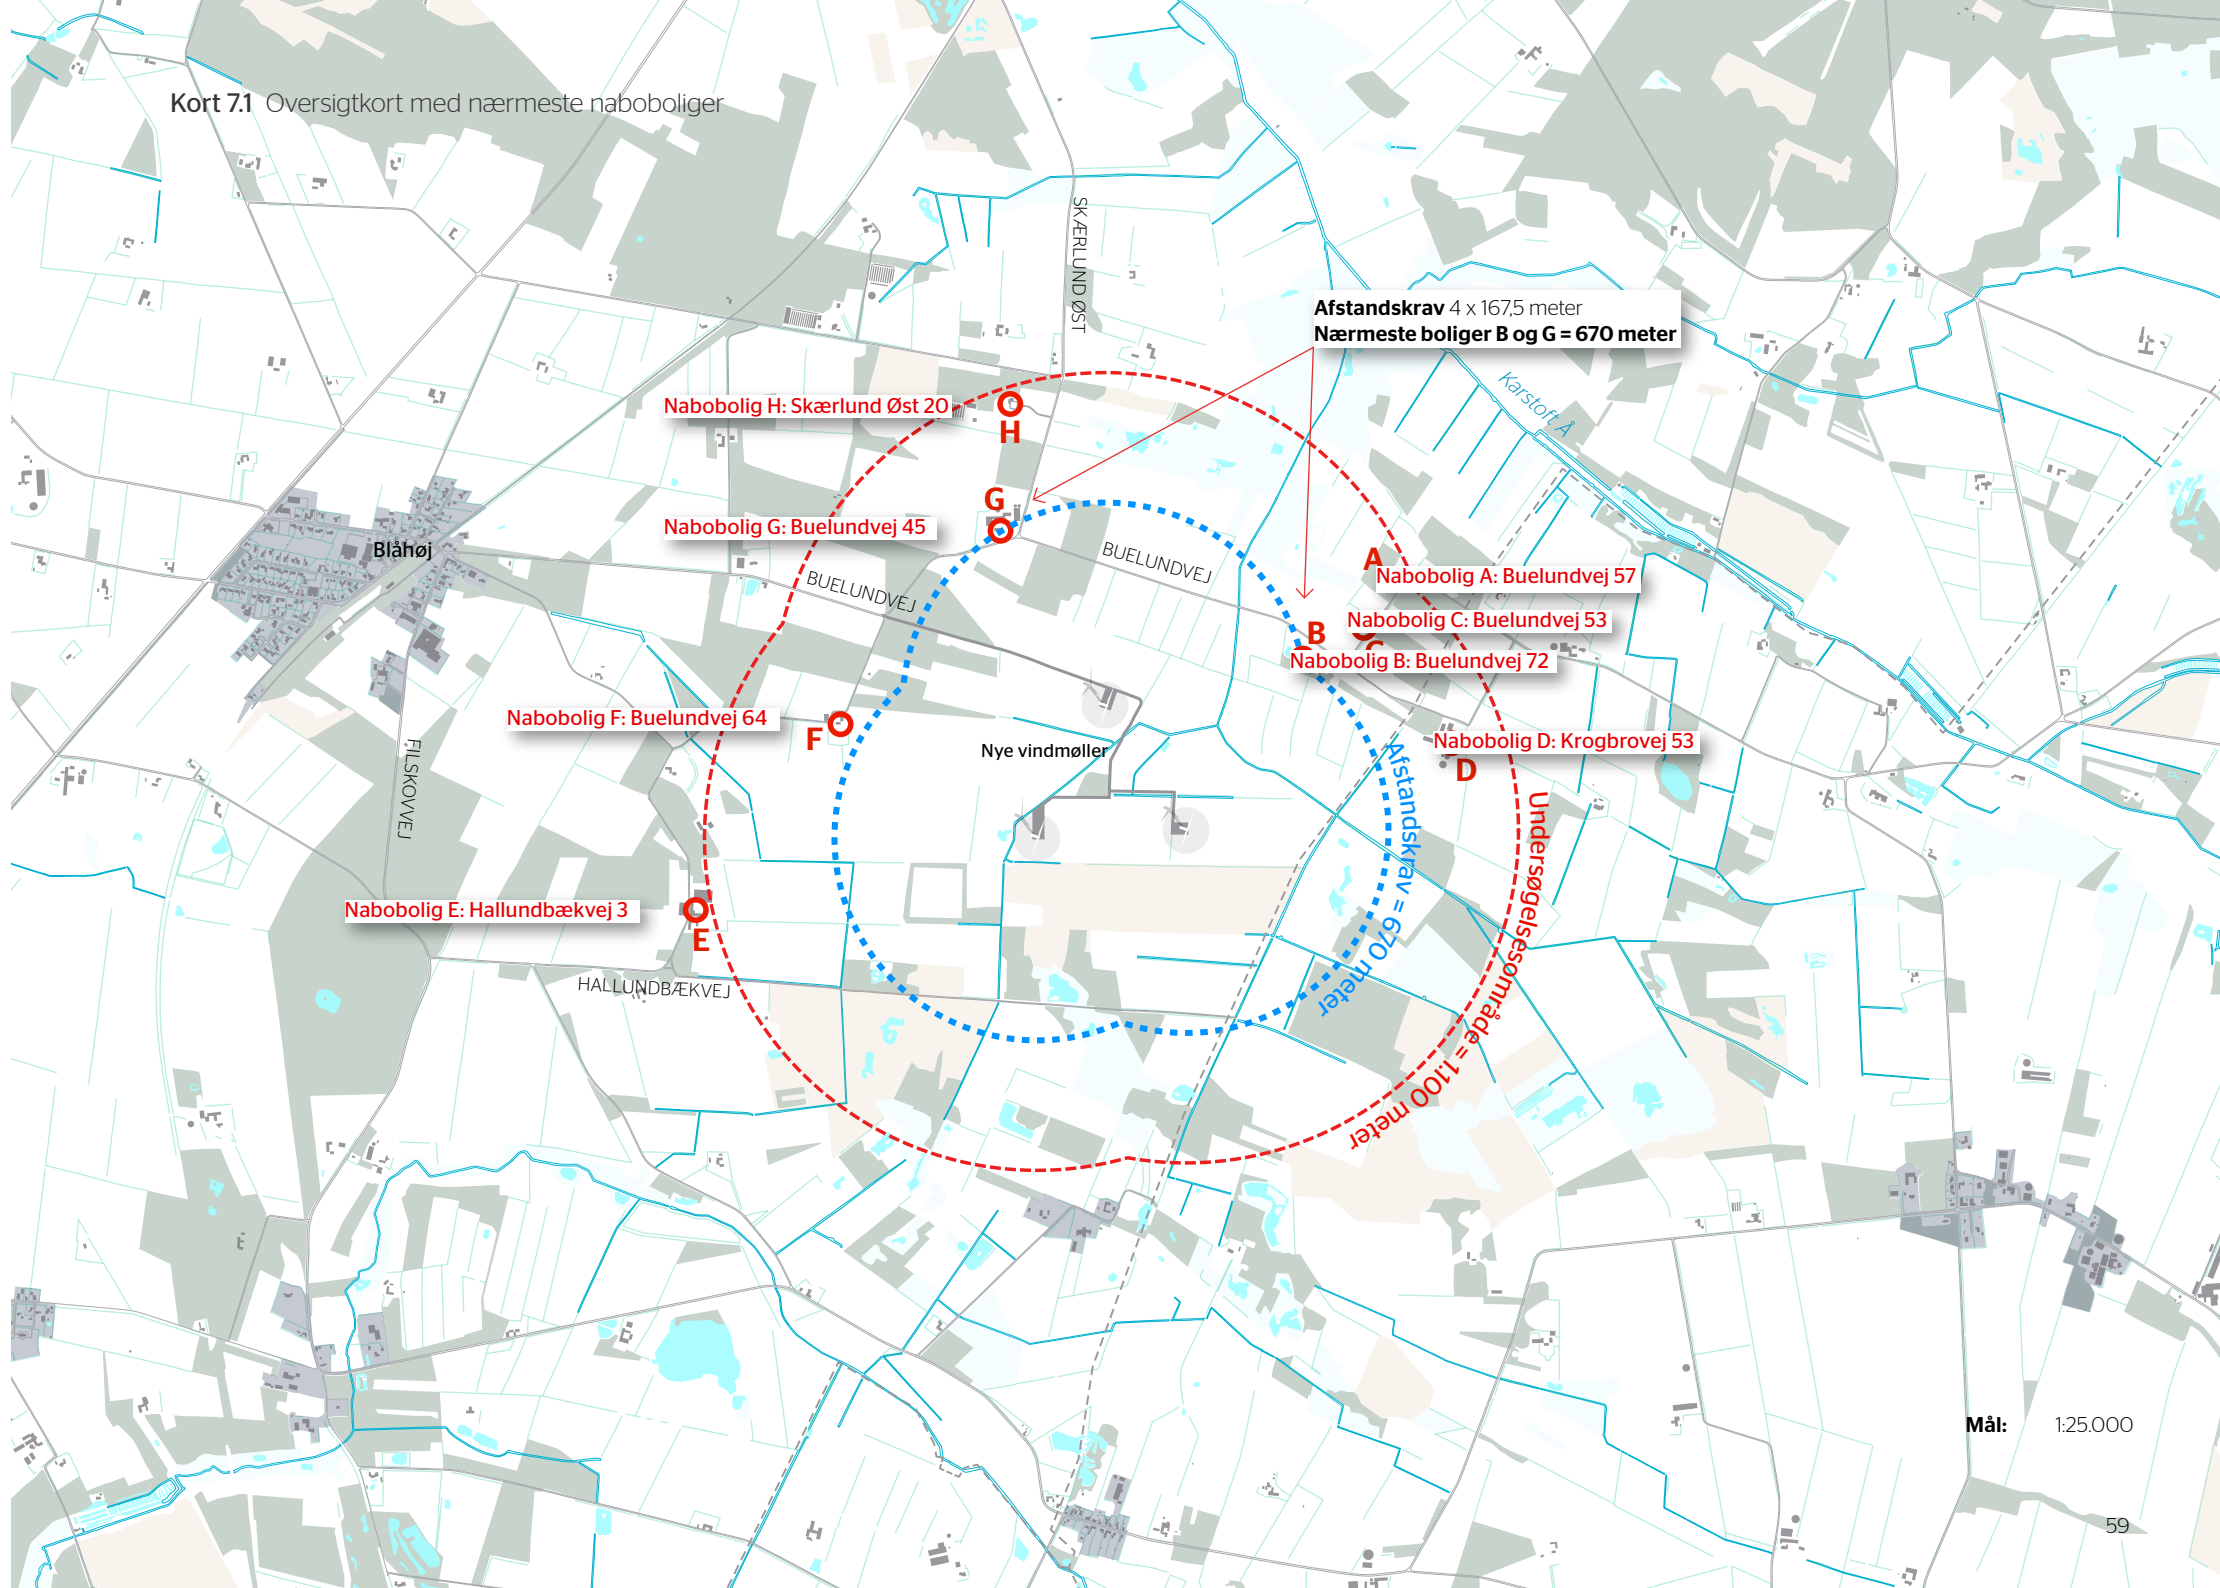 Kort 7.1 Oversigtkort med nærmeste naboboliger
SKÆRLUND ØST
Afstandskrav 4 x 167,5 meter
Nærmeste boliger B og G = 670 meter
Karstoft Å
Nabobolig H: Skærlund Øst 20
H
G
Nabobolig G: Buelundvej 45
Blåhøj
BUELUNDVEJ
BUELUNDVEJ
A
Nabobolig A: Buelundvej 57
Nabobolig C: Buelundvej 53
B
C
Nabobolig B: Buelundvej 72
Nabobolig F: Buelundvej 64
F
Nye vindmøller
Nabobolig D: Krogbrovej 53
D
FILSKOVVEJ
Afstandskrav = 670 meter
Undersøgelsesområde = 1.100 meter
Nabobolig E: Hallundbækvej 3
E
HALLUNDBÆKVEJ
Mål: 1:25.000
59